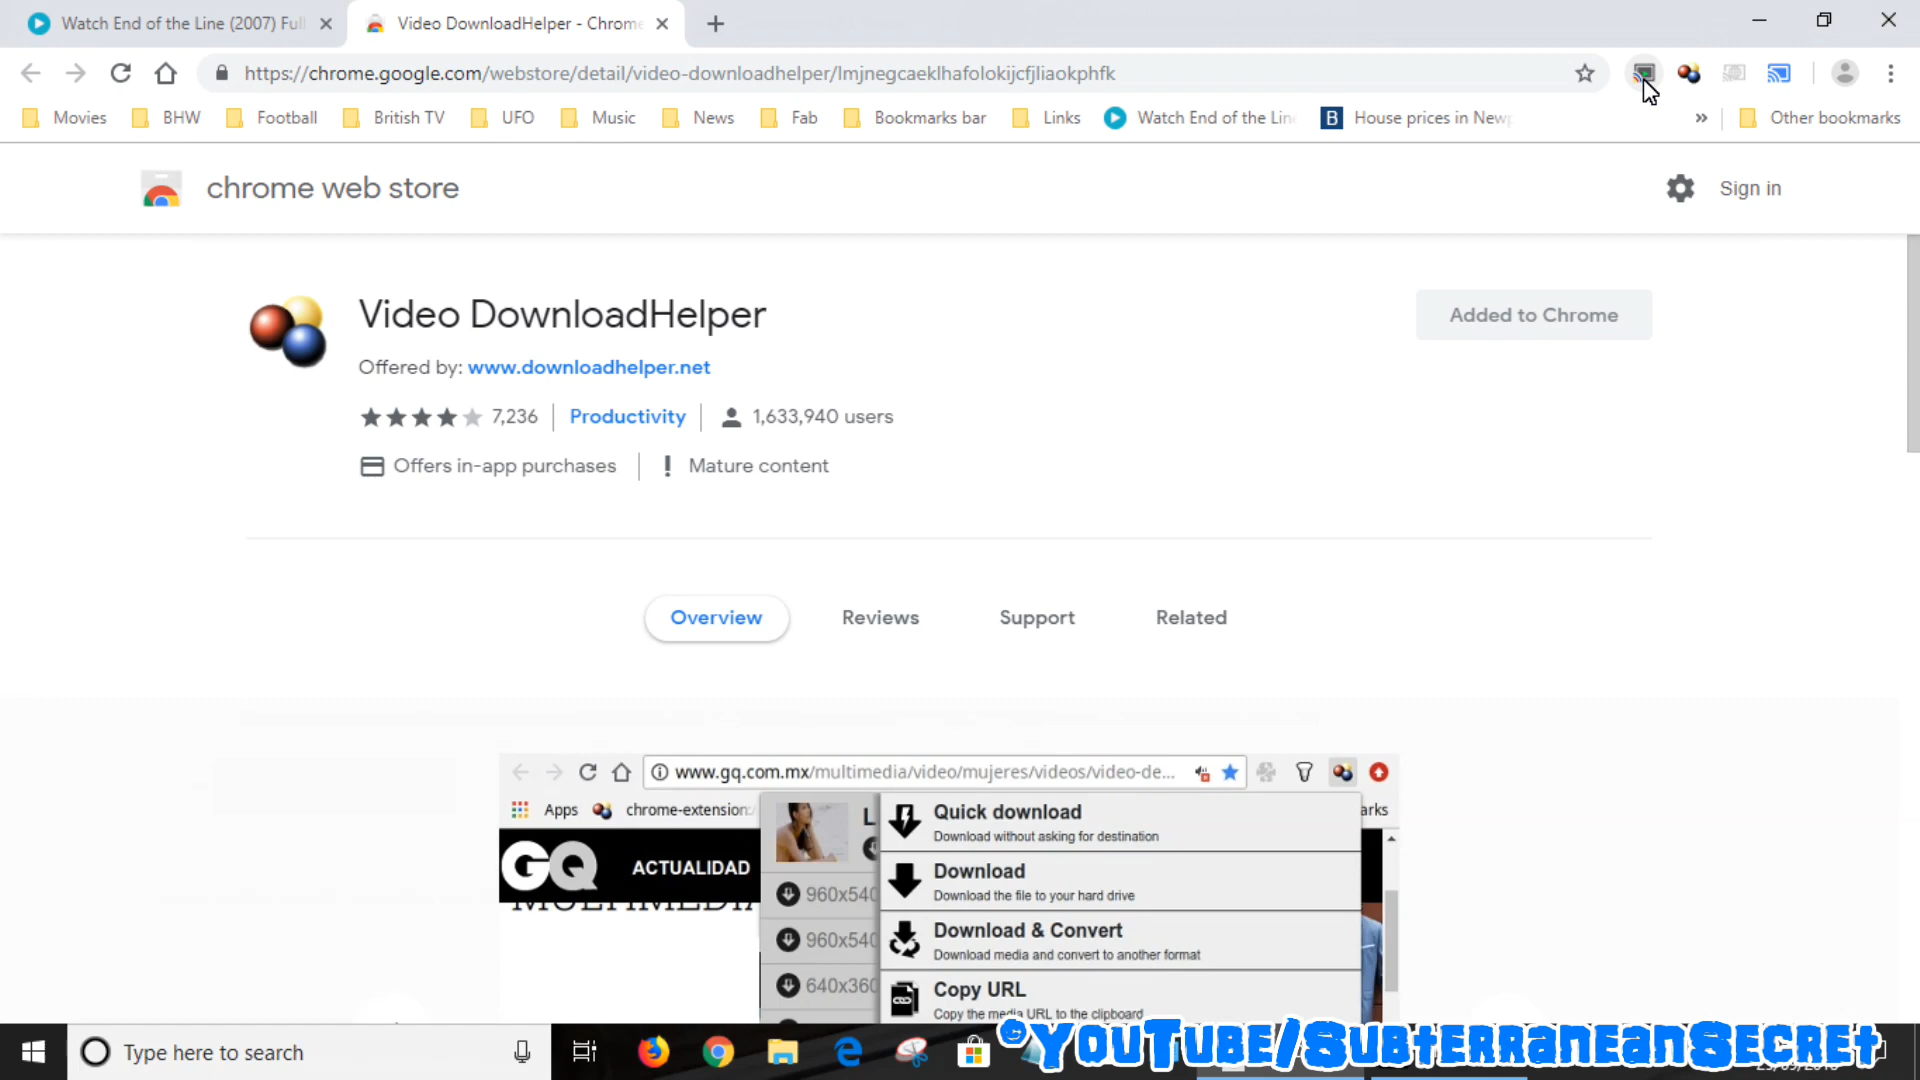 Watch End of the Line (2007) Full
Video DownloadHelper - Chrome
https://chrome.google.com/webstore/detail/video-downloadhelper/lmjnegcaeklhafolokijcfjliaokphfk
Movies BHW Football British TV UFO Music News Fab Bookmarks bar Links Watch End of the Line House prices in Newp » Other bookmarks
chrome web store
Sign in
Video DownloadHelper
Added to Chrome
Offered by: www.downloadhelper.net
7,236 Productivity 1,633,940 users
Offers in-app purchases ! Mature content
Overview Reviews Support Related
www.gq.com.mx/multimedia/video/mujeres/videos/video-de...
Apps chrome-extension:/ arks
GQ ACTUALIDAD
MULTIMEDIA
L
Quick download
Download without asking for destination
Download
Download the file to your hard drive
960x540
Download & Convert
Download media and convert to another format
960x540
640x360
Copy URL
Copy the media URL to the clipboard
Type here to search
©YouTube/SubterraneanSecret